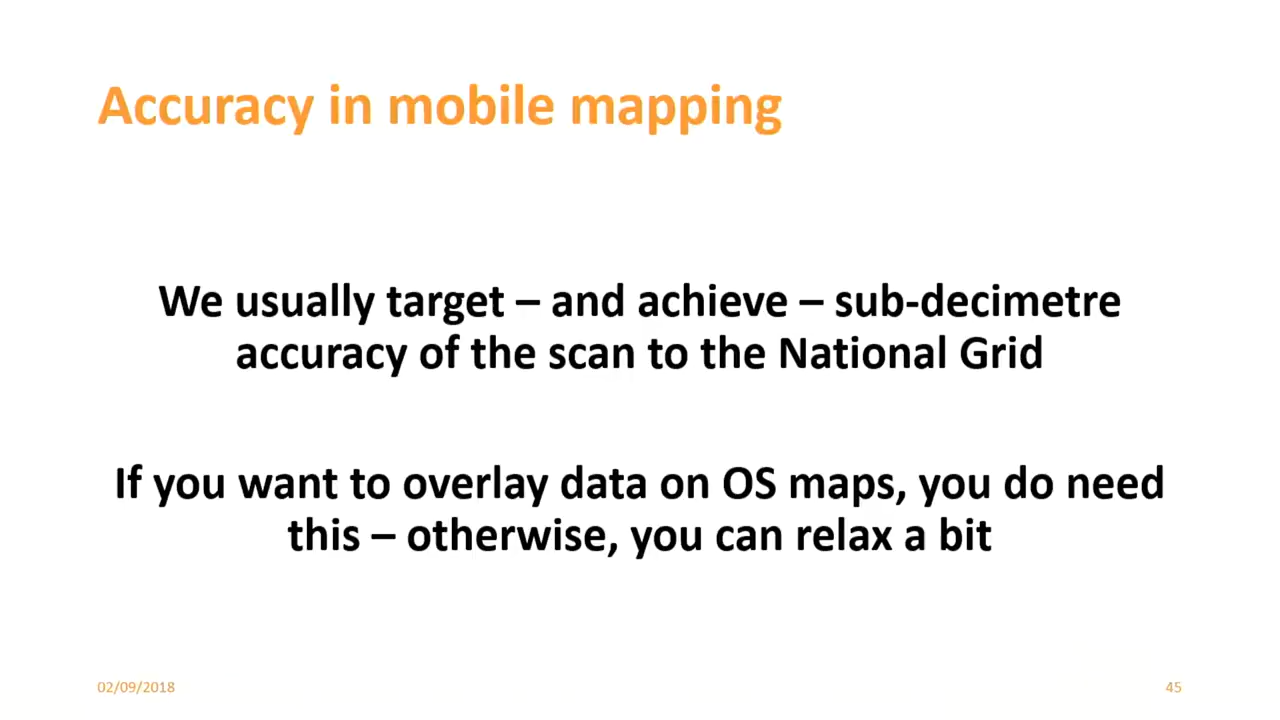 Accuracy in mobile mapping
We usually target – and achieve – sub-decimetre
accuracy of the scan to the National Grid
If you want to overlay data on OS maps, you do need
this – otherwise, you can relax a bit
02/09/2018
45